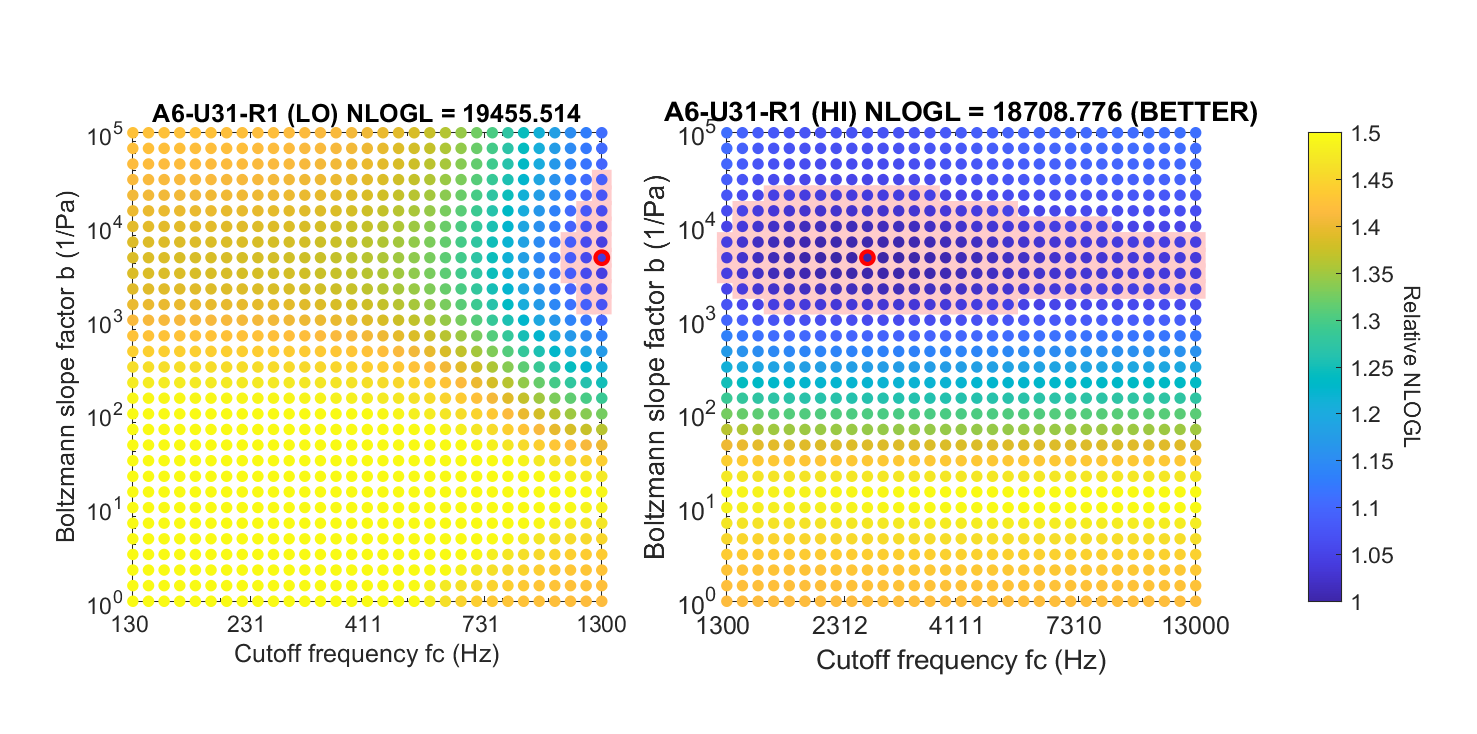 A6-U31-R1 (LO) NLOGL = 19455.514
A6-U31-R1 (HI) NLOGL = 18708.776 (BETTER)
Boltzmann slope factor b (1/Pa)
10^5
10^4
10^3
10^2
10^1
10^0
130 231 411 731 1300
Cutoff frequency fc (Hz)
Boltzmann slope factor b (1/Pa)
10^5
10^4
10^3
10^2
10^1
10^0
1300 2312 4111 7310 13000
Cutoff frequency fc (Hz)
1.5
1.45
1.4
1.35
1.3
1.25
1.2
1.15
1.1
1.05
1
Relative NLOGL